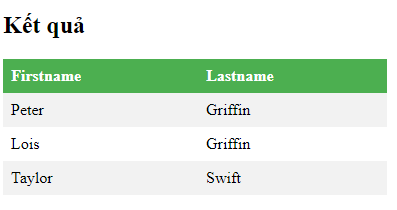 Kết quả
Firstname Lastname
Peter Griffin
Lois Griffin
Taylor Swift